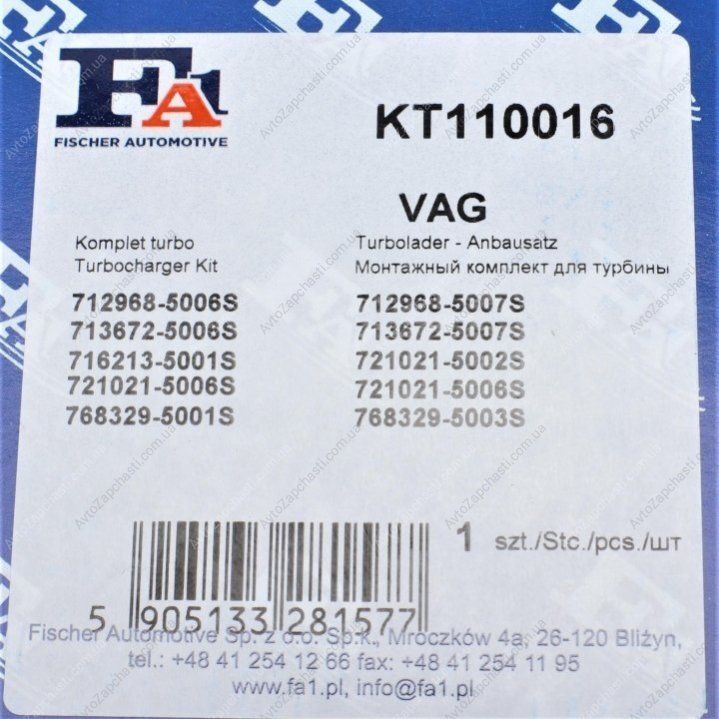 FA1
FISCHER AUTOMOTIVE
KT110016
VAG
Komplet turbo
Turbocharger Kit
Turbolader - Anbausatz
Монтажный комплект для турбины
712968-5006S
713672-5006S
716213-5001S
721021-5006S
768329-5001S
712968-5007S
713672-5007S
721021-5002S
721021-5006S
768329-5003S
1 szt./Stc./pcs./шт
5 905133 281577
Fischer Automotive Sp. z o.o. Sp.k., Mroczków 4a, 26-120 Bliżyn,
tel.: +48 41 254 12 66 fax: +48 41 254 11 95
www.fa1.pl, info@fa1.pl
AvtoZapchasti.com.ua